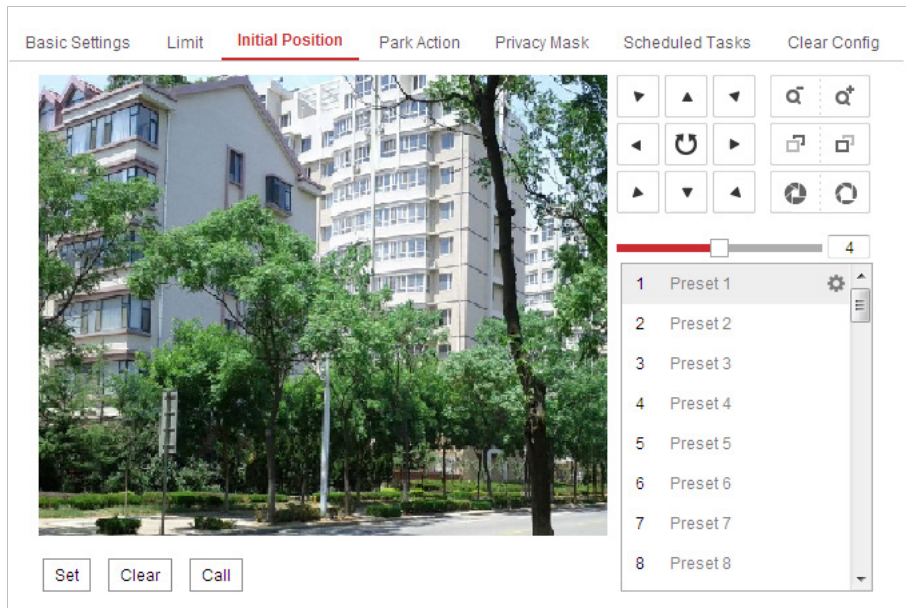 Basic Settings Limit Initial Position Park Action Privacy Mask Scheduled Tasks Clear Config
4
1 Preset 1
2 Preset 2
3 Preset 3
4 Preset 4
5 Preset 5
6 Preset 6
7 Preset 7
8 Preset 8
Set Clear Call